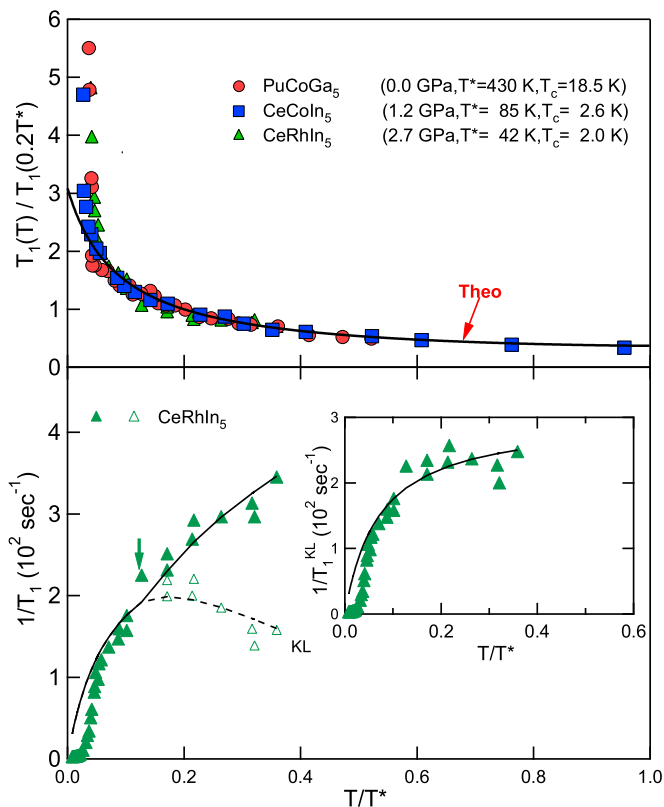 6
5
4
3
2
1
0
T₁(T) / T₁(0.2T*)
PuCoGa₅ (0.0 GPa,T*=430 K,T꜀=18.5 K)
CeCoIn₅ (1.2 GPa,T*= 85 K,T꜀= 2.6 K)
CeRhIn₅ (2.7 GPa,T*= 42 K,T꜀= 2.0 K)
Theo
4
3
2
1
0
1/T₁ (10² sec⁻¹)
CeRhIn₅
KL
0.0 0.2 0.4 0.6 0.8 1.0
T/T*
3
2
1
0
1/T₁ᴷᴸ (10² sec⁻¹)
0.0 0.2 0.4 0.6
T/T*